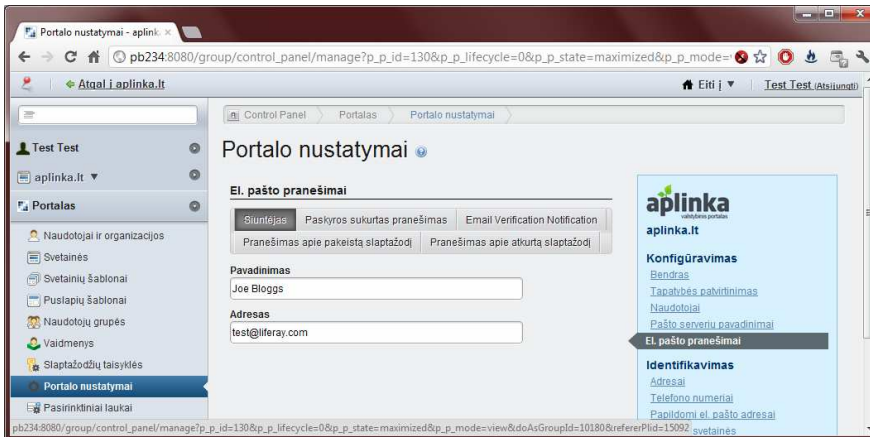 Portalo nustatymai - aplinka.
pb234:8080/group/control_panel/manage?p_p_id=130&p_p_lifecycle=0&p_p_state=maximized&p_p_mode=
Atgal į aplinka.lt
Eiti į ▼
Test Test (Atsijungti)
Control Panel
Portalas
Portalo nustatymai
Test Test
aplinka.lt ▼
Portalas
Naudotojai ir organizacijos
Svetainės
Svetainių šablonai
Puslapių šablonai
Naudotojų grupės
Vaidmenys
Slaptažodžių taisyklės
Portalo nustatymai
Pasirinktiniai laukai
Portalo nustatymai
El. pašto pranešimai
Siuntėjas
Paskyros sukurtas pranešimas
Email Verification Notification
Pranešimas apie pakeistą slaptažodį
Pranešimas apie atkurtą slaptažodį
Pavadinimas
Joe Bloggs
Adresas
test@liferay.com
aplinka
valstybinis portalas
aplinka.lt
Konfigūravimas
Bendras
Tapatybės patvirtinimas
Naudotojai
Pašto serverių pavadinimai
El. pašto pranešimai
Identifikavimas
Adresai
Telefono numeriai
Papildomi el. pašto adresai
svetainės
pb234:8080/group/control_panel/manage?p_p_id=130&p_p_lifecycle=0&p_p_state=maximized&p_p_mode=view&doAsGroupId=10180&refererPlid=15092